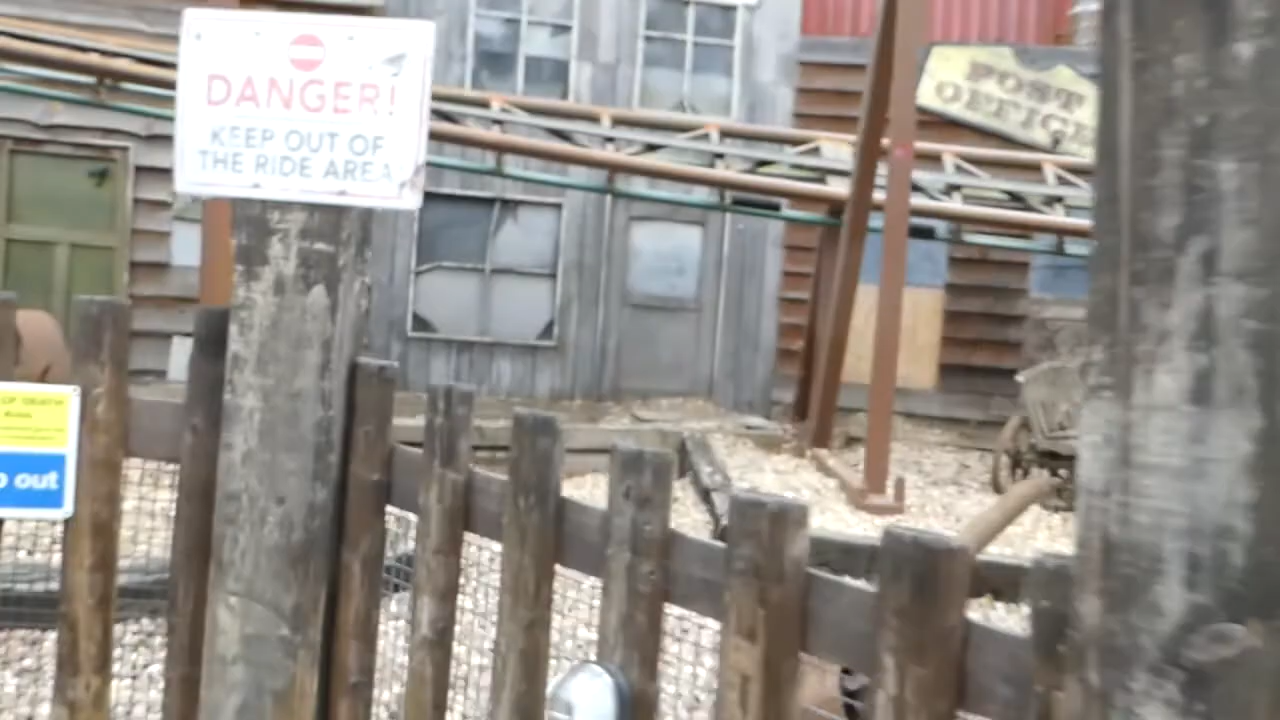 DANGER!
KEEP OUT OF
THE RIDE AREA
POST
OFFICE
out